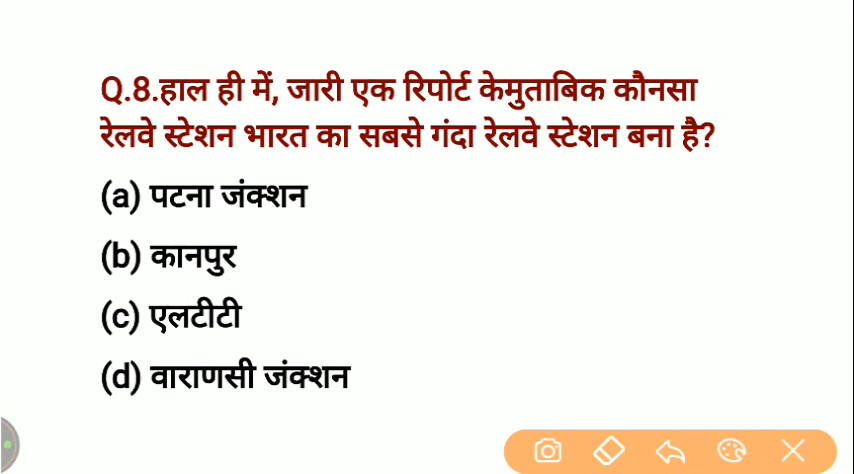 Q.8.हाल ही में, जारी एक रिपोर्ट केमुताबिक कौनसा
रेलवे स्टेशन भारत का सबसे गंदा रेलवे स्टेशन बना है?
(a) पटना जंक्शन
(b) कानपुर
(c) एलटीटी
(d) वाराणसी जंक्शन